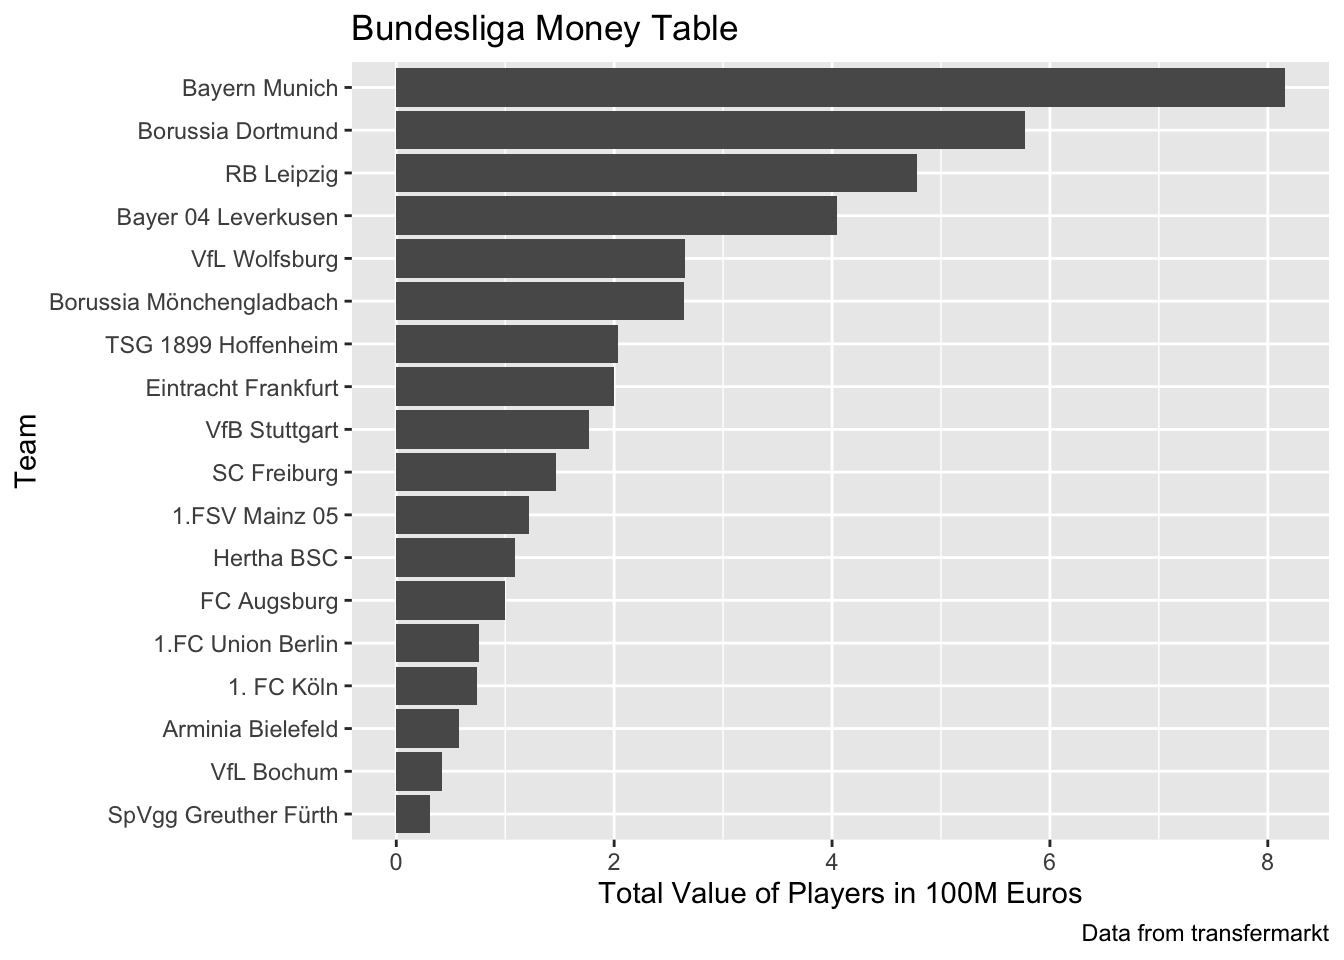 Bundesliga Money Table
Bayern Munich
Borussia Dortmund
RB Leipzig
Bayer 04 Leverkusen
VfL Wolfsburg
Borussia Mönchengladbach
TSG 1899 Hoffenheim
Eintracht Frankfurt
VfB Stuttgart
SC Freiburg
1.FSV Mainz 05
Hertha BSC
FC Augsburg
1.FC Union Berlin
1. FC Köln
Arminia Bielefeld
VfL Bochum
SpVgg Greuther Fürth
Team
0 2 4 6 8
Total Value of Players in 100M Euros
Data from transfermarkt